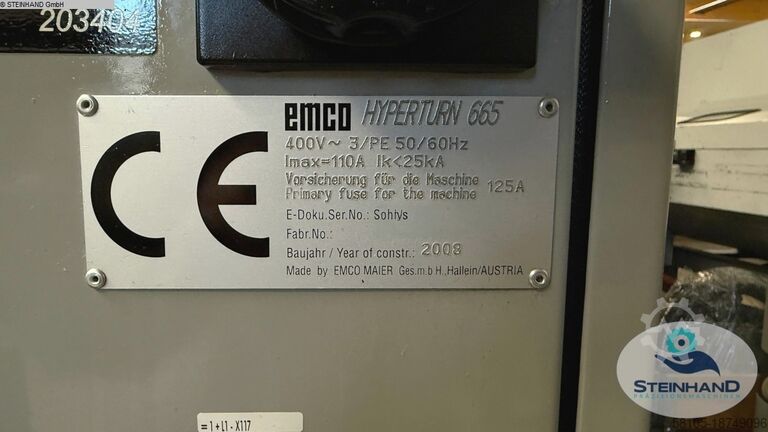 © STEINHAND GmbH
203404
emco HYPERTURN 665
400V~ 3/PE 50/60Hz
Imax=110A Ik<25kA
Vorsicherung für die Maschine
Primary fuse for the machine 125A
E-Doku.Ser.No.: Sohlys
Fabr.No.:
Baujahr / Year of constr.: 2008
Made by EMCO MAIER Ges.m.b H.,Hallein/AUSTRIA
CE
=1+L1-X117
STEINHAND
PRÄZISIONSMASCHINEN